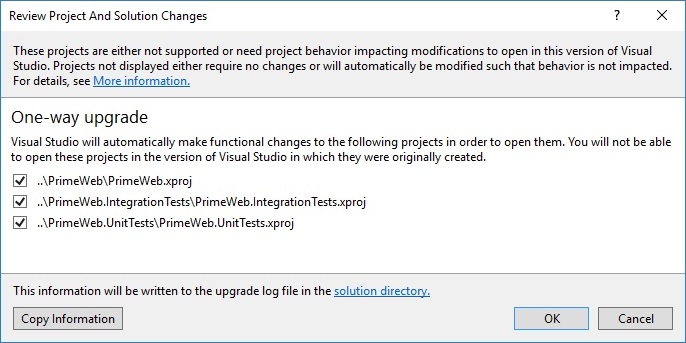 Review Project And Solution Changes
These projects are either not supported or need project behavior impacting modifications to open in this version of Visual
Studio. Projects not displayed either require no changes or will automatically be modified such that behavior is not impacted.
For details, see More information.
One-way upgrade
Visual Studio will automatically make functional changes to the following projects in order to open them. You will not be able
to open these projects in the version of Visual Studio in which they were originally created.
..\PrimeWeb\PrimeWeb.xproj
..\PrimeWeb.IntegrationTests\PrimeWeb.IntegrationTests.xproj
..\PrimeWeb.UnitTests\PrimeWeb.UnitTests.xproj
This information will be written to the upgrade log file in the solution directory.
Copy Information OK Cancel